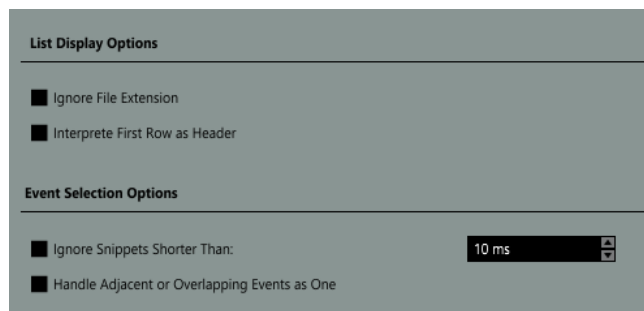 List Display Options
Ignore File Extension
Interprete First Row as Header
Event Selection Options
Ignore Snippets Shorter Than: 10 ms
Handle Adjacent or Overlapping Events as One